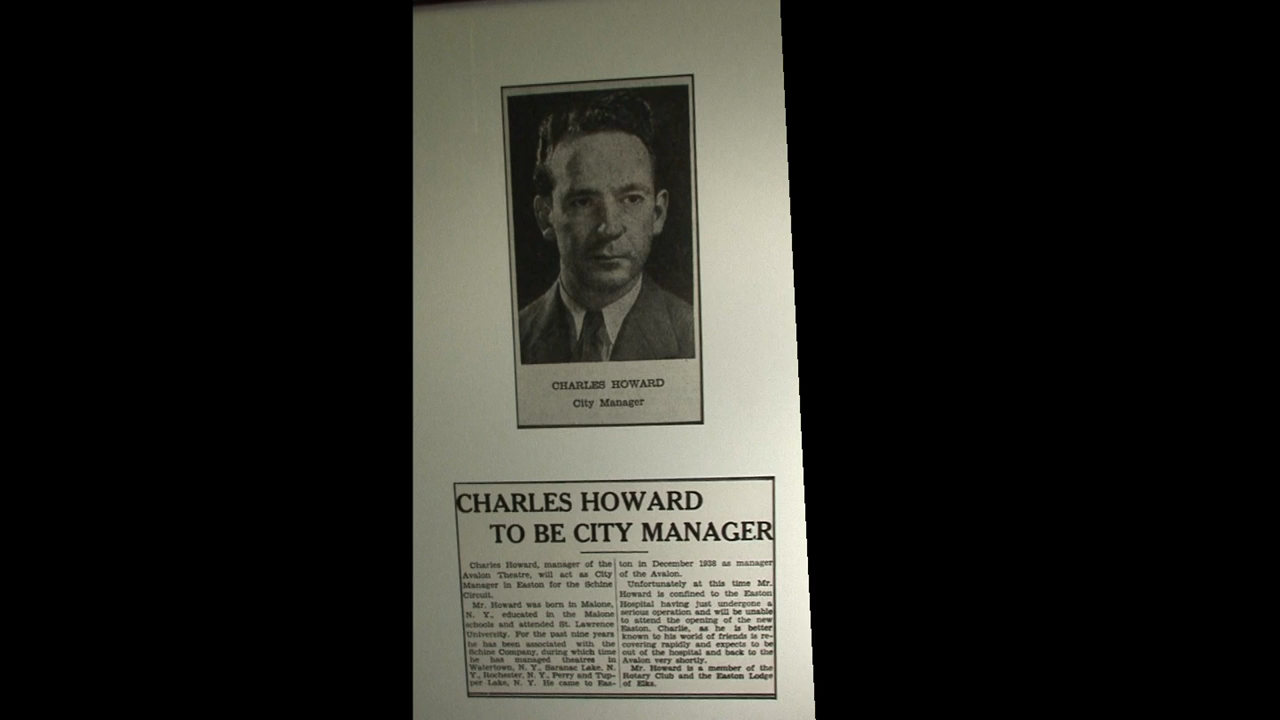 CHARLES HOWARD
City Manager
CHARLES HOWARD
TO BE CITY MANAGER
Charles Howard, manager of the
Avalon Theatre, will act as City
Manager in Easton for the Schine
Circuit.
Mr. Howard was born in Malone,
N. Y., educated in the Malone
schools and attended St. Lawrence
University. For the past nine years
he has been associated with the
Schine Company, during which time
he has managed theatres in
Watertown, N. Y., Saranac Lake, N.
Y., Rochester, N. Y., Perry and Tup-
per Lake, N. Y. He came to Eas-
ton in December 1938 as manager
of the Avalon.
Unfortunately at this time Mr.
Howard is confined to the Easton
Hospital having just undergone a
serious operation and will be unable
to attend the opening of the new
Easton. Charlie, as he is better
known to his world of friends is re-
covering rapidly and expects to be
out of the hospital and back to the
Avalon very shortly.
Mr. Howard is a member of the
Rotary Club and the Easton Lodge
of Elks.